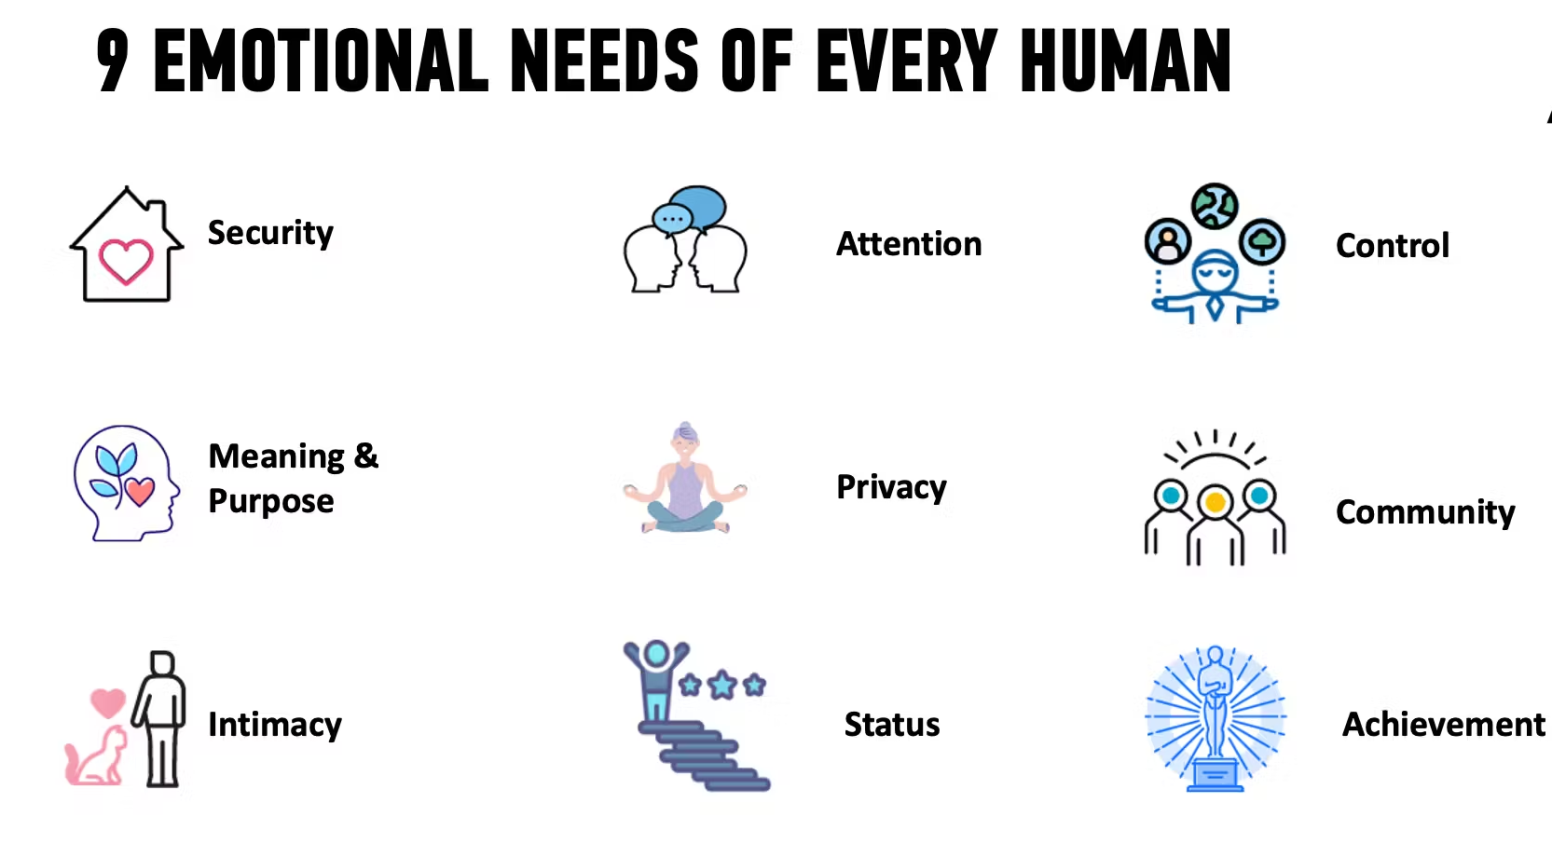 9 EMOTIONAL NEEDS OF EVERY HUMAN
Security
Attention
Control
Meaning &
Purpose
Privacy
Community
Intimacy
Status
Achievement